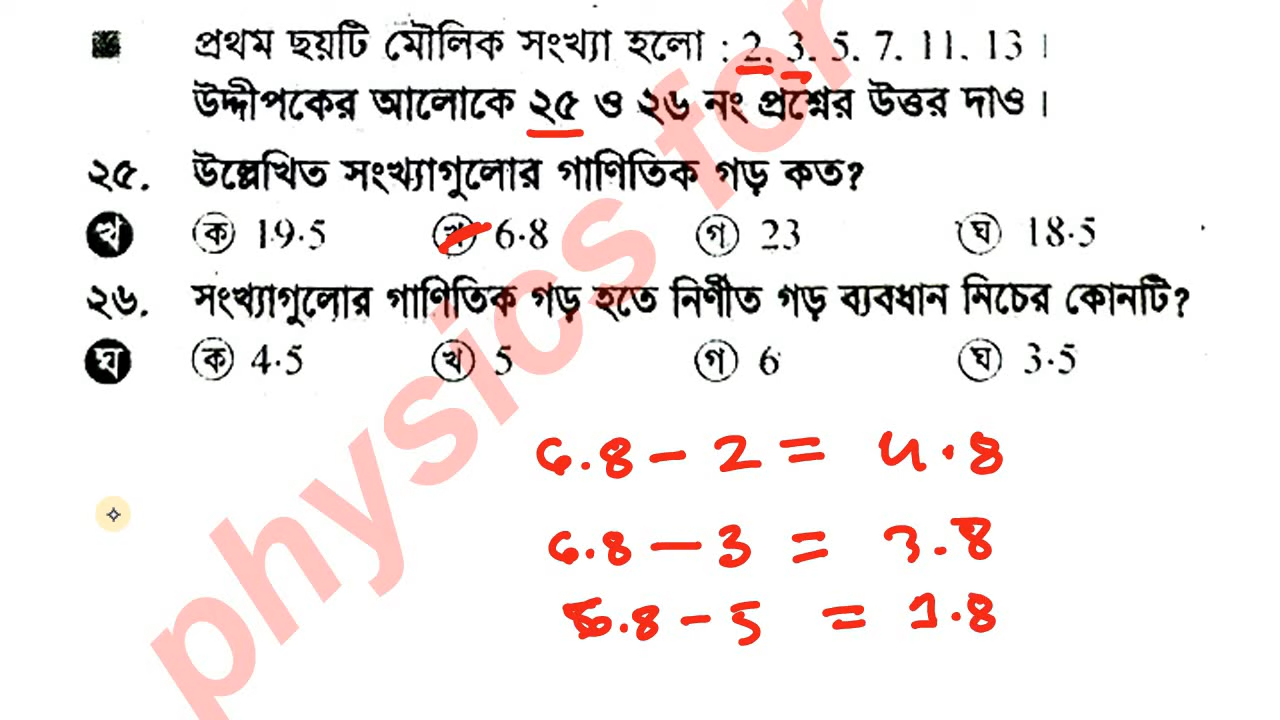 প্রথম ছয়টি মৌলিক সংখ্যা হলো : 2, 3, 5, 7, 11, 13 ।
উদ্দীপকের আলোকে ২৫ ও ২৬ নং প্রশ্নের উত্তর দাও ।
২৫. উল্লেখিত সংখ্যাগুলোর গাণিতিক গড় কত?
খ ক 19·5 খ 6·8 গ 23 ঘ 18·5
২৬. সংখ্যাগুলোর গাণিতিক গড় হতে নির্ণীত গড় ব্যবধান নিচের কোনটি?
ঘ ক 4·5 খ 5 গ 6 ঘ 3·5
6.8 – 2 = 4.8
6.8 – 3 = 3.8
6.8 – 5 = 1.8
physics for